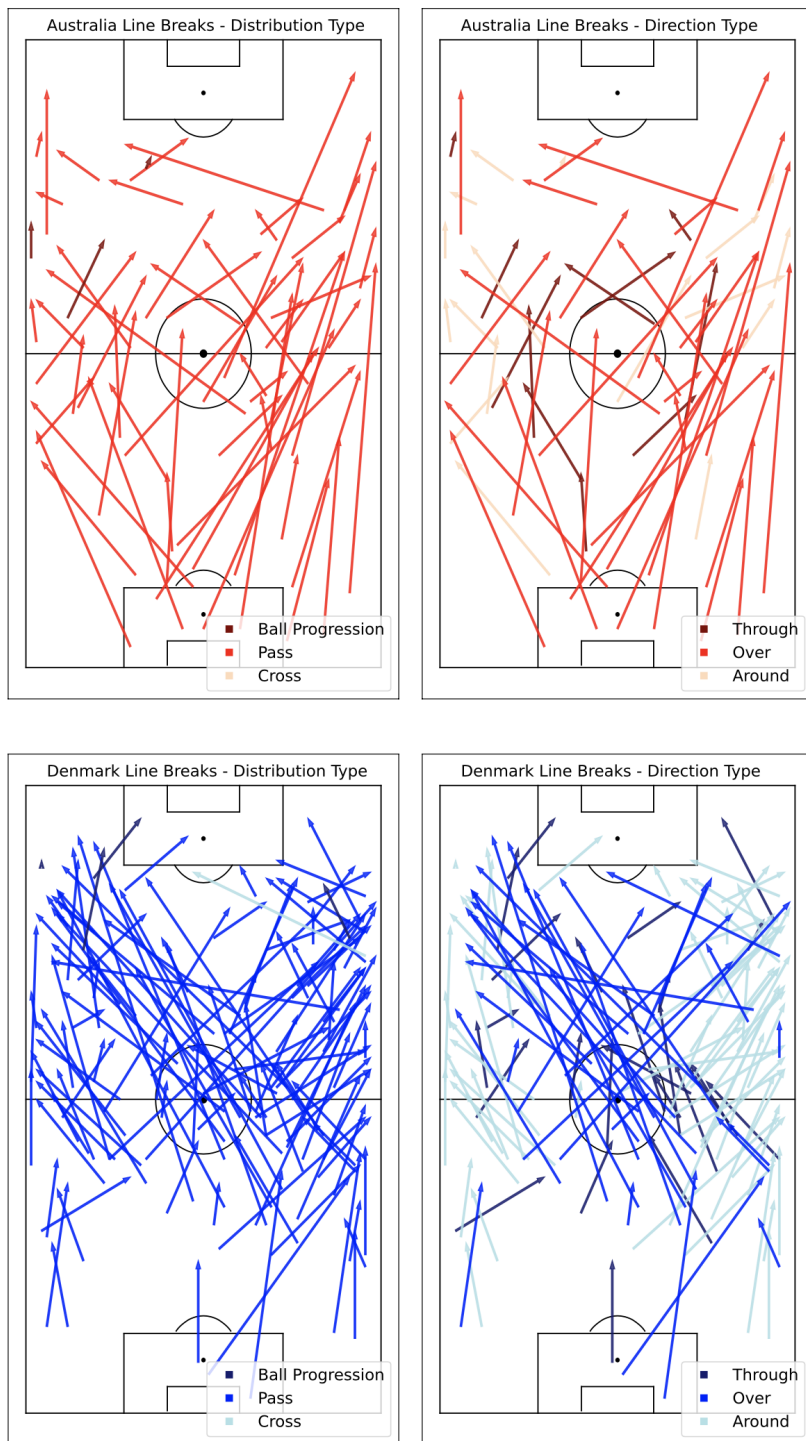 Australia Line Breaks - Distribution Type
Ball Progression
Pass
Cross
Australia Line Breaks - Direction Type
Through
Over
Around
Denmark Line Breaks - Distribution Type
Ball Progression
Pass
Cross
Denmark Line Breaks - Direction Type
Through
Over
Around